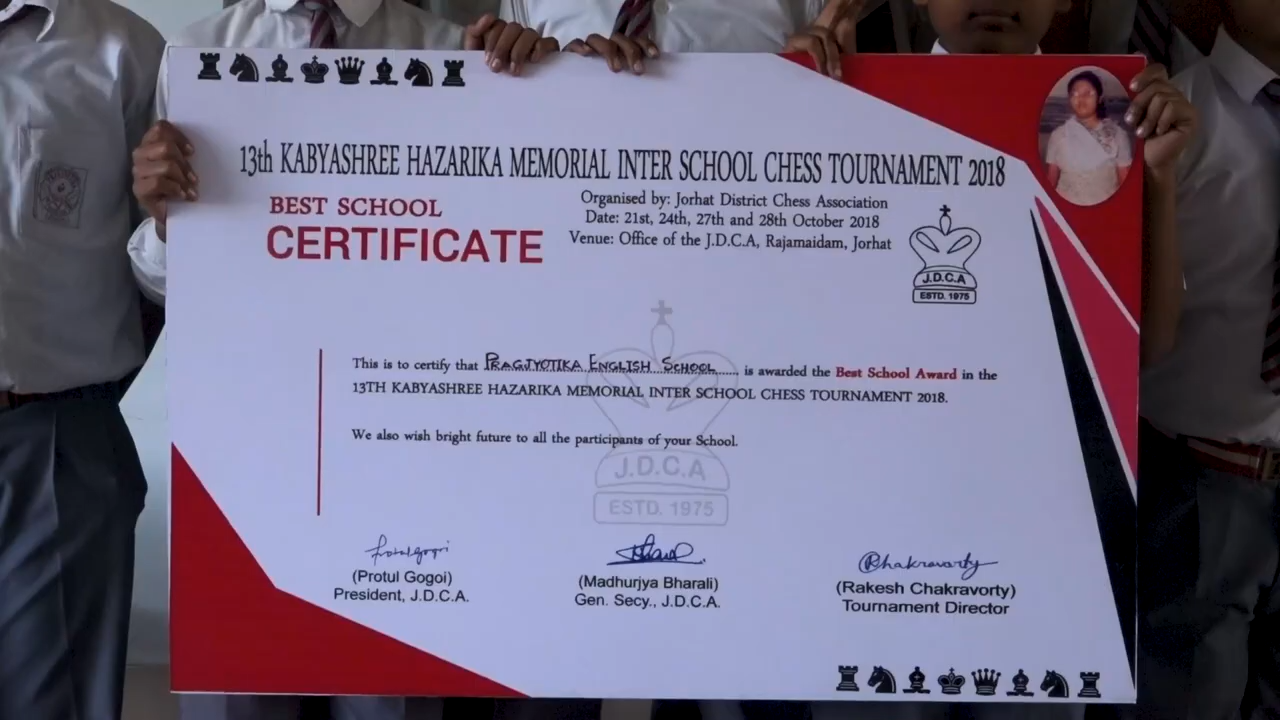 13th KABYASHREE HAZARIKA MEMORIAL INTER SCHOOL CHESS TOURNAMENT 2018
BEST SCHOOL
CERTIFICATE
Organised by: Jorhat District Chess Association
Date: 21st, 24th, 27th and 28th October 2018
Venue: Office of the J.D.C.A, Rajamaidam, Jorhat
J.D.C.A
ESTD. 1975
This is to certify that PRAGJYOTIKA ENGLISH SCHOOL is awarded the Best School Award in the
13TH KABYASHREE HAZARIKA MEMORIAL INTER SCHOOL CHESS TOURNAMENT 2018.
We also wish bright future to all the participants of your School.
J.D.C.A
ESTD. 1975
(Protul Gogoi)
President, J.D.C.A.
(Madhurjya Bharali)
Gen. Secy., J.D.C.A.
(Rakesh Chakravorty)
Tournament Director